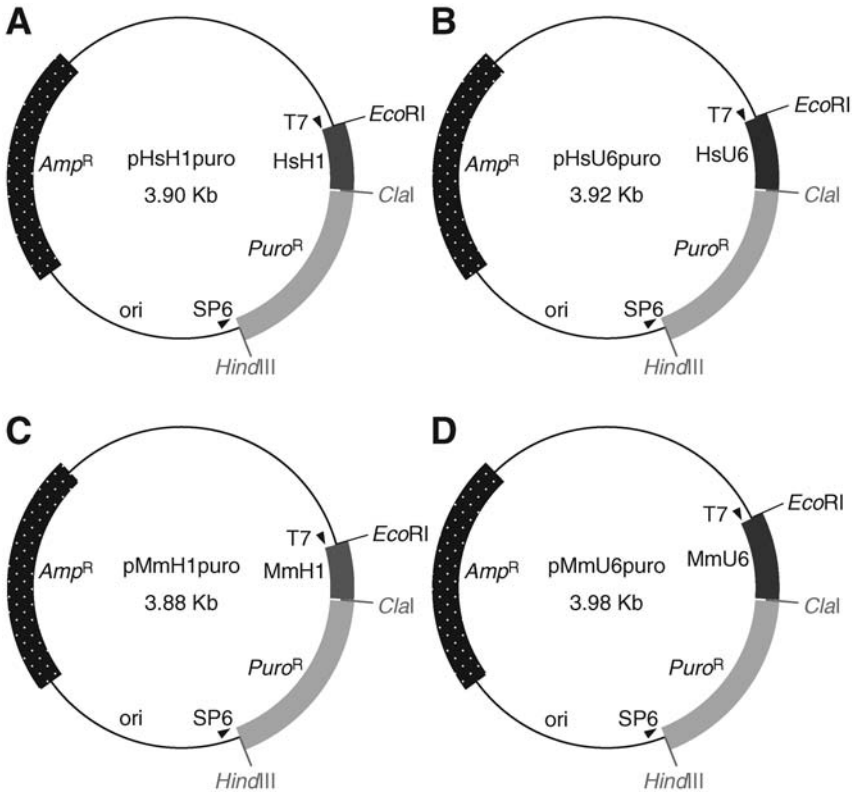 A
T7
EcoRI
HsH1
AmpR
pHsH1puro
3.90 Kb
ClaI
PuroR
ori
SP6
HindIII
B
T7
EcoRI
HsU6
AmpR
pHsU6puro
3.92 Kb
ClaI
PuroR
ori
SP6
HindIII
C
T7
EcoRI
MmH1
AmpR
pMmH1puro
3.88 Kb
ClaI
PuroR
ori
SP6
HindIII
D
T7
EcoRI
MmU6
AmpR
pMmU6puro
3.98 Kb
ClaI
PuroR
ori
SP6
HindIII